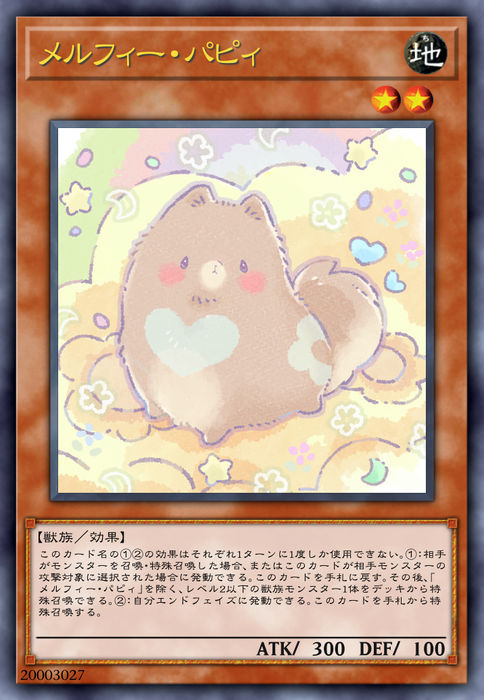 メルフィー・パピィ
ち
地
【獣族／効果】
このカード名の①②の効果はそれぞれ1ターンに1度しか使用できない。①：相手
がモンスターを召喚・特殊召喚した場合、またはこのカードが相手モンスターの
攻撃対象に選択された場合に発動できる。このカードを手札に戻す。その後、「
メルフィー・パピィ」を除く、レベル2以下の獣族モンスター1体をデッキから特
殊召喚できる。②：自分エンドフェイズに発動できる。このカードを手札から特
殊召喚する。
ATK/ 300 DEF/ 100
20003027